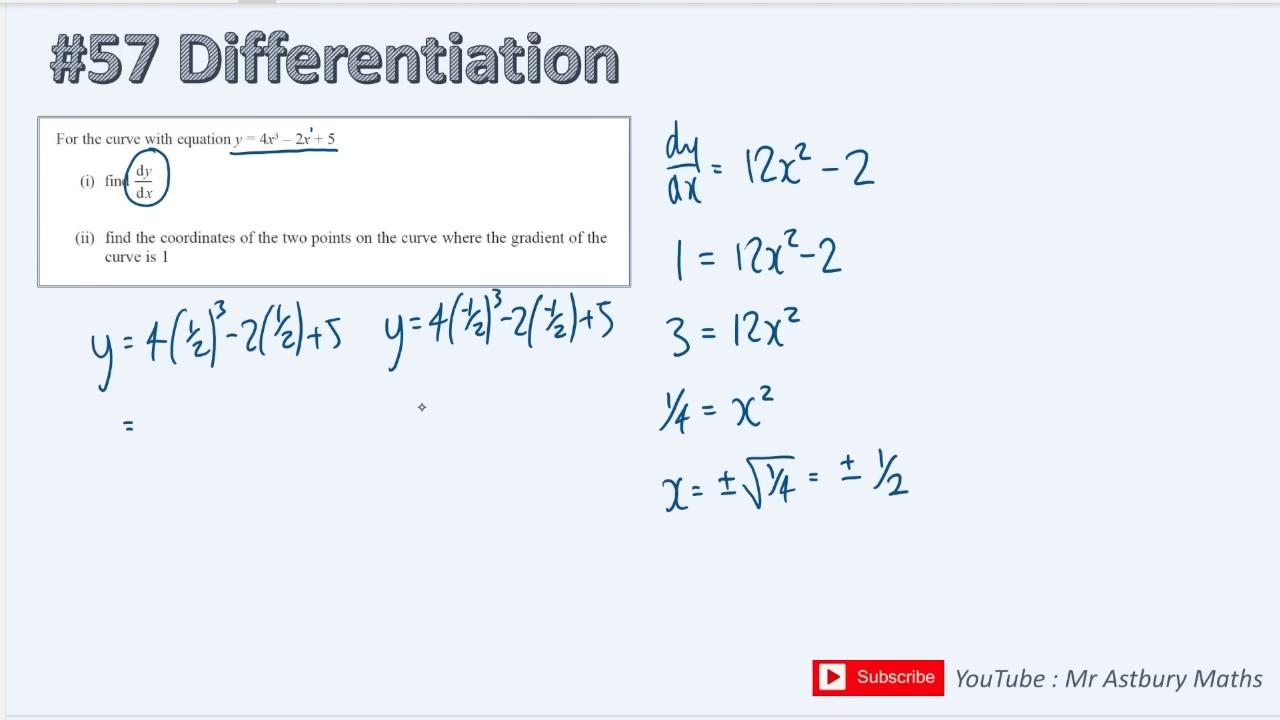 #57 Differentiation
For the curve with equation y = 4x³ – 2x¹ + 5
(i) find dy/dx
(ii) find the coordinates of the two points on the curve where the gradient of the
curve is 1
y = 4(1/2)³ - 2(1/2) + 5
y = 4(-1/2)³ - 2(-1/2) + 5
=
dy/dx = 12x² - 2
1 = 12x² - 2
3 = 12x²
1/4 = x²
x = ±√1/4 = ± 1/2
Subscribe
YouTube : Mr Astbury Maths